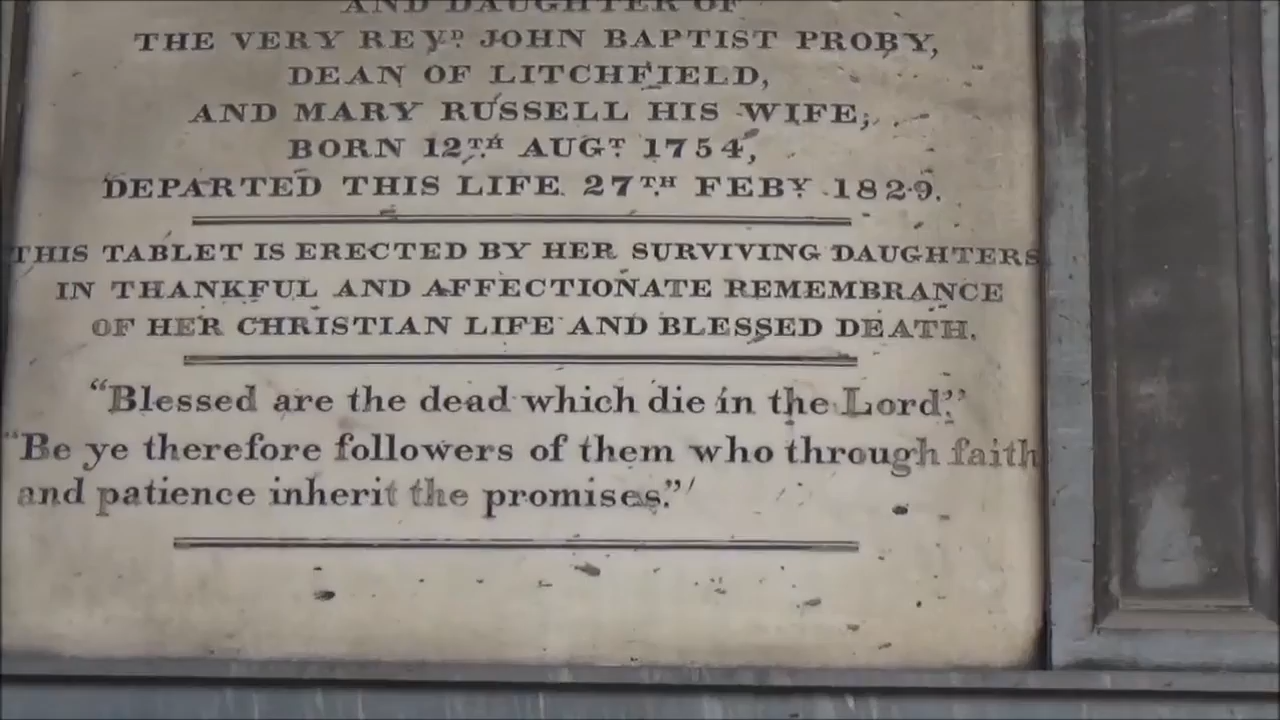 AND DAUGHTER OF
THE VERY REVD JOHN BAPTIST PROBY,
DEAN OF LITCHFIELD,
AND MARY RUSSELL HIS WIFE;
BORN 12TH AUGT 1754,
DEPARTED THIS LIFE 27TH FEBY 1829.
THIS TABLET IS ERECTED BY HER SURVIVING DAUGHTERS
IN THANKFUL AND AFFECTIONATE REMEMBRANCE
OF HER CHRISTIAN LIFE AND BLESSED DEATH.
“Blessed are the dead which die in the Lord.”
“Be ye therefore followers of them who through faith
and patience inherit the promises.”